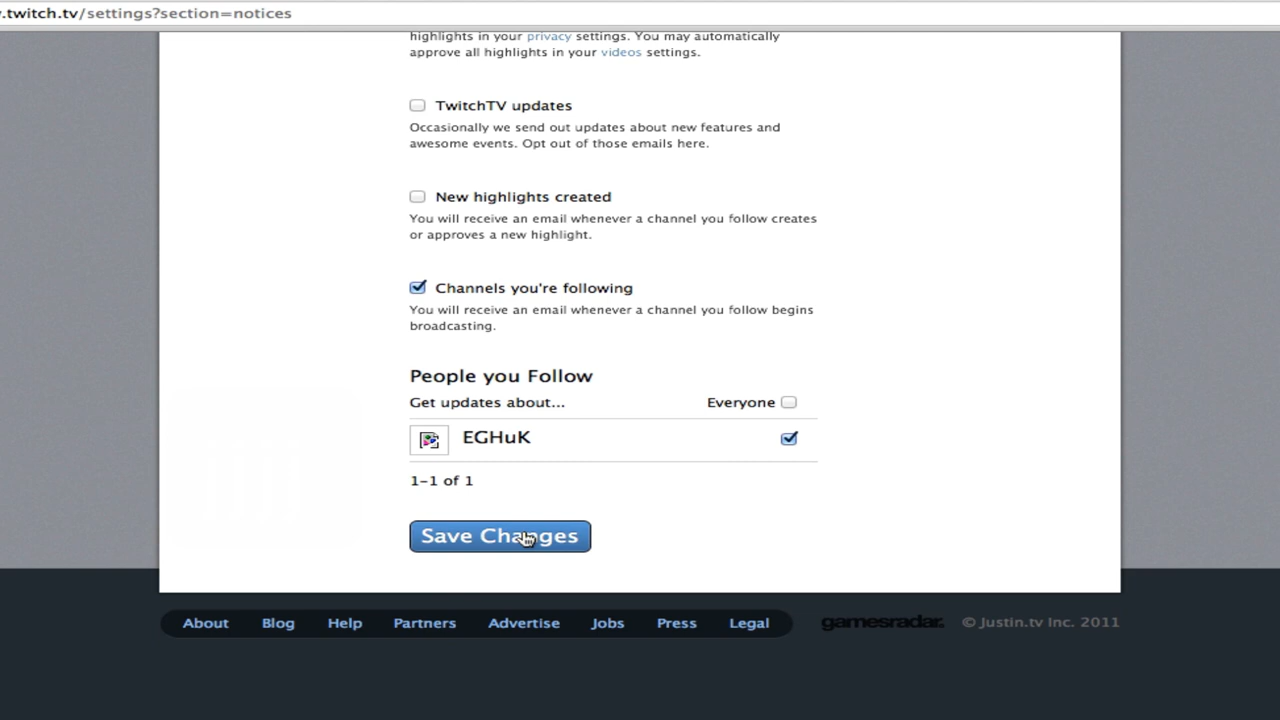 .twitch.tv/settings?section=notices
highlights in your privacy settings. You may automatically
approve all highlights in your videos settings.
TwitchTV updates
Occasionally we send out updates about new features and
awesome events. Opt out of those emails here.
New highlights created
You will receive an email whenever a channel you follow creates
or approves a new highlight.
Channels you're following
You will receive an email whenever a channel you follow begins
broadcasting.
People you Follow
Get updates about... Everyone
EGHuK
1-1 of 1
Save Changes
About Blog Help Partners Advertise Jobs Press Legal gamesradar. © Justin.tv Inc. 2011